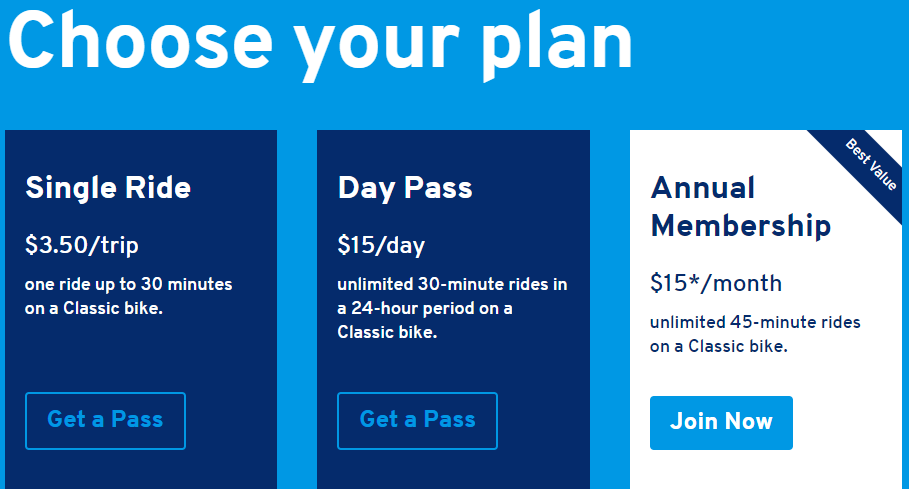 Choose your plan
Single Ride
$3.50/trip
one ride up to 30 minutes
on a Classic bike.
Get a Pass
Day Pass
$15/day
unlimited 30-minute rides in
a 24-hour period on a
Classic bike.
Get a Pass
Best Value
Annual
Membership
$15*/month
unlimited 45-minute rides
on a Classic bike.
Join Now